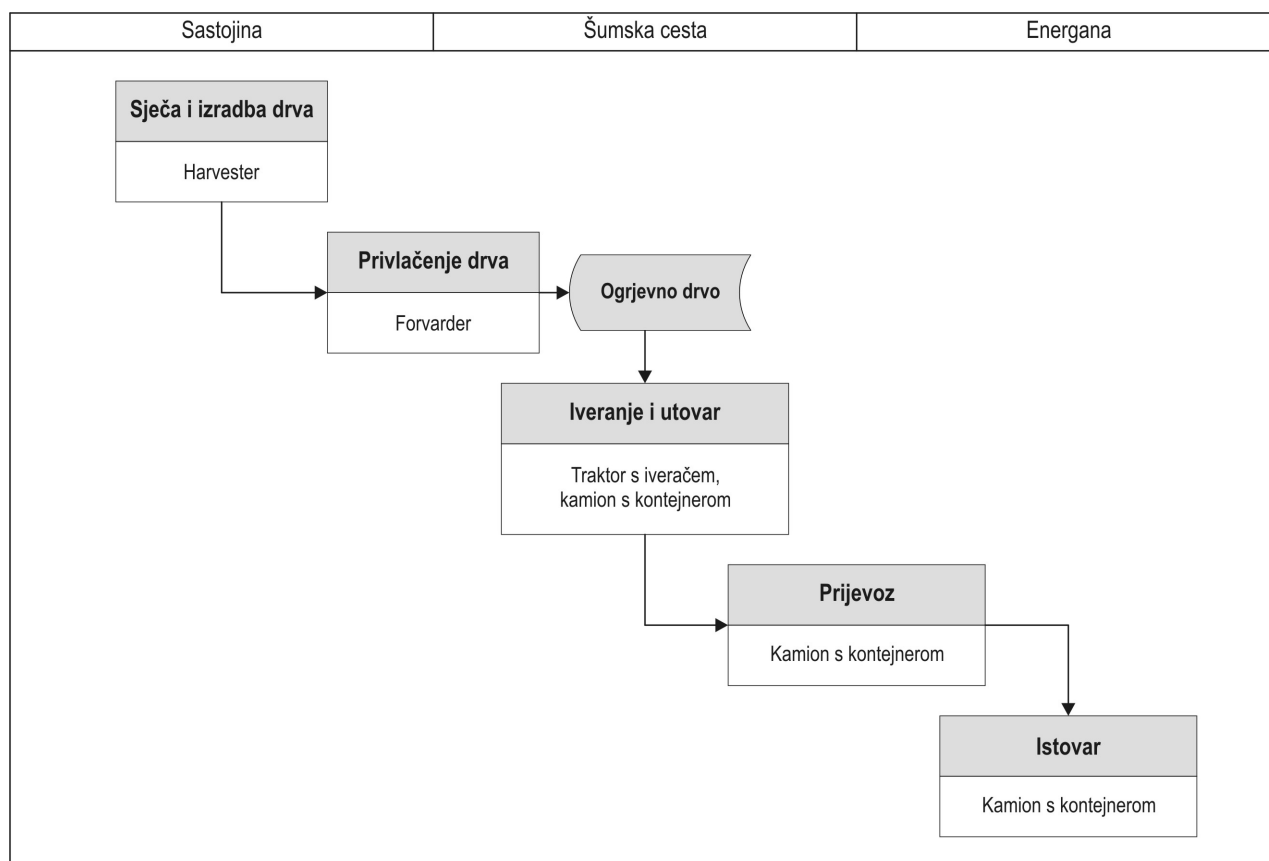 Sastojina
Šumska cesta
Energana
Sječa i izradba drva
Harvester
Privlačenje drva
Forvarder
Ogrjevno drvo
Iveranje i utovar
Traktor s iveračem,
kamion s kontejnerom
Prijevoz
Kamion s kontejnerom
Istovar
Kamion s kontejnerom